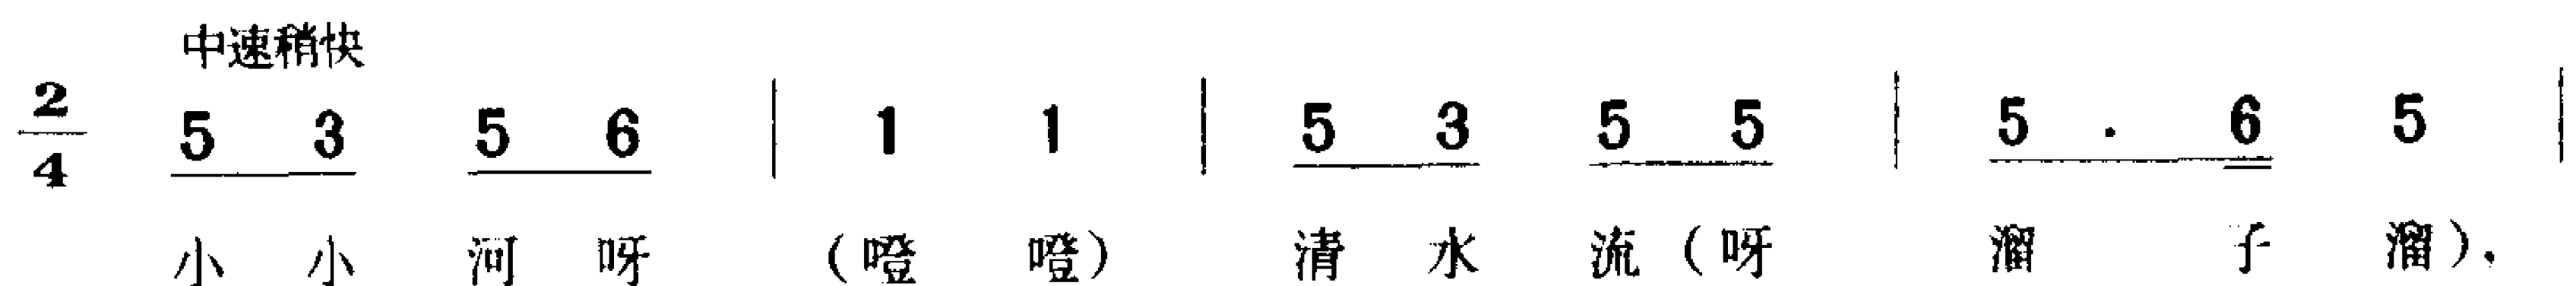 中速稍快
2/4 5 3 5 6 | 1 1 | 5 3 5 5 | 5 . 6 5 |
小 小 河 呀 (噔 噔) 清 水 流 (呀 溜 子 溜),